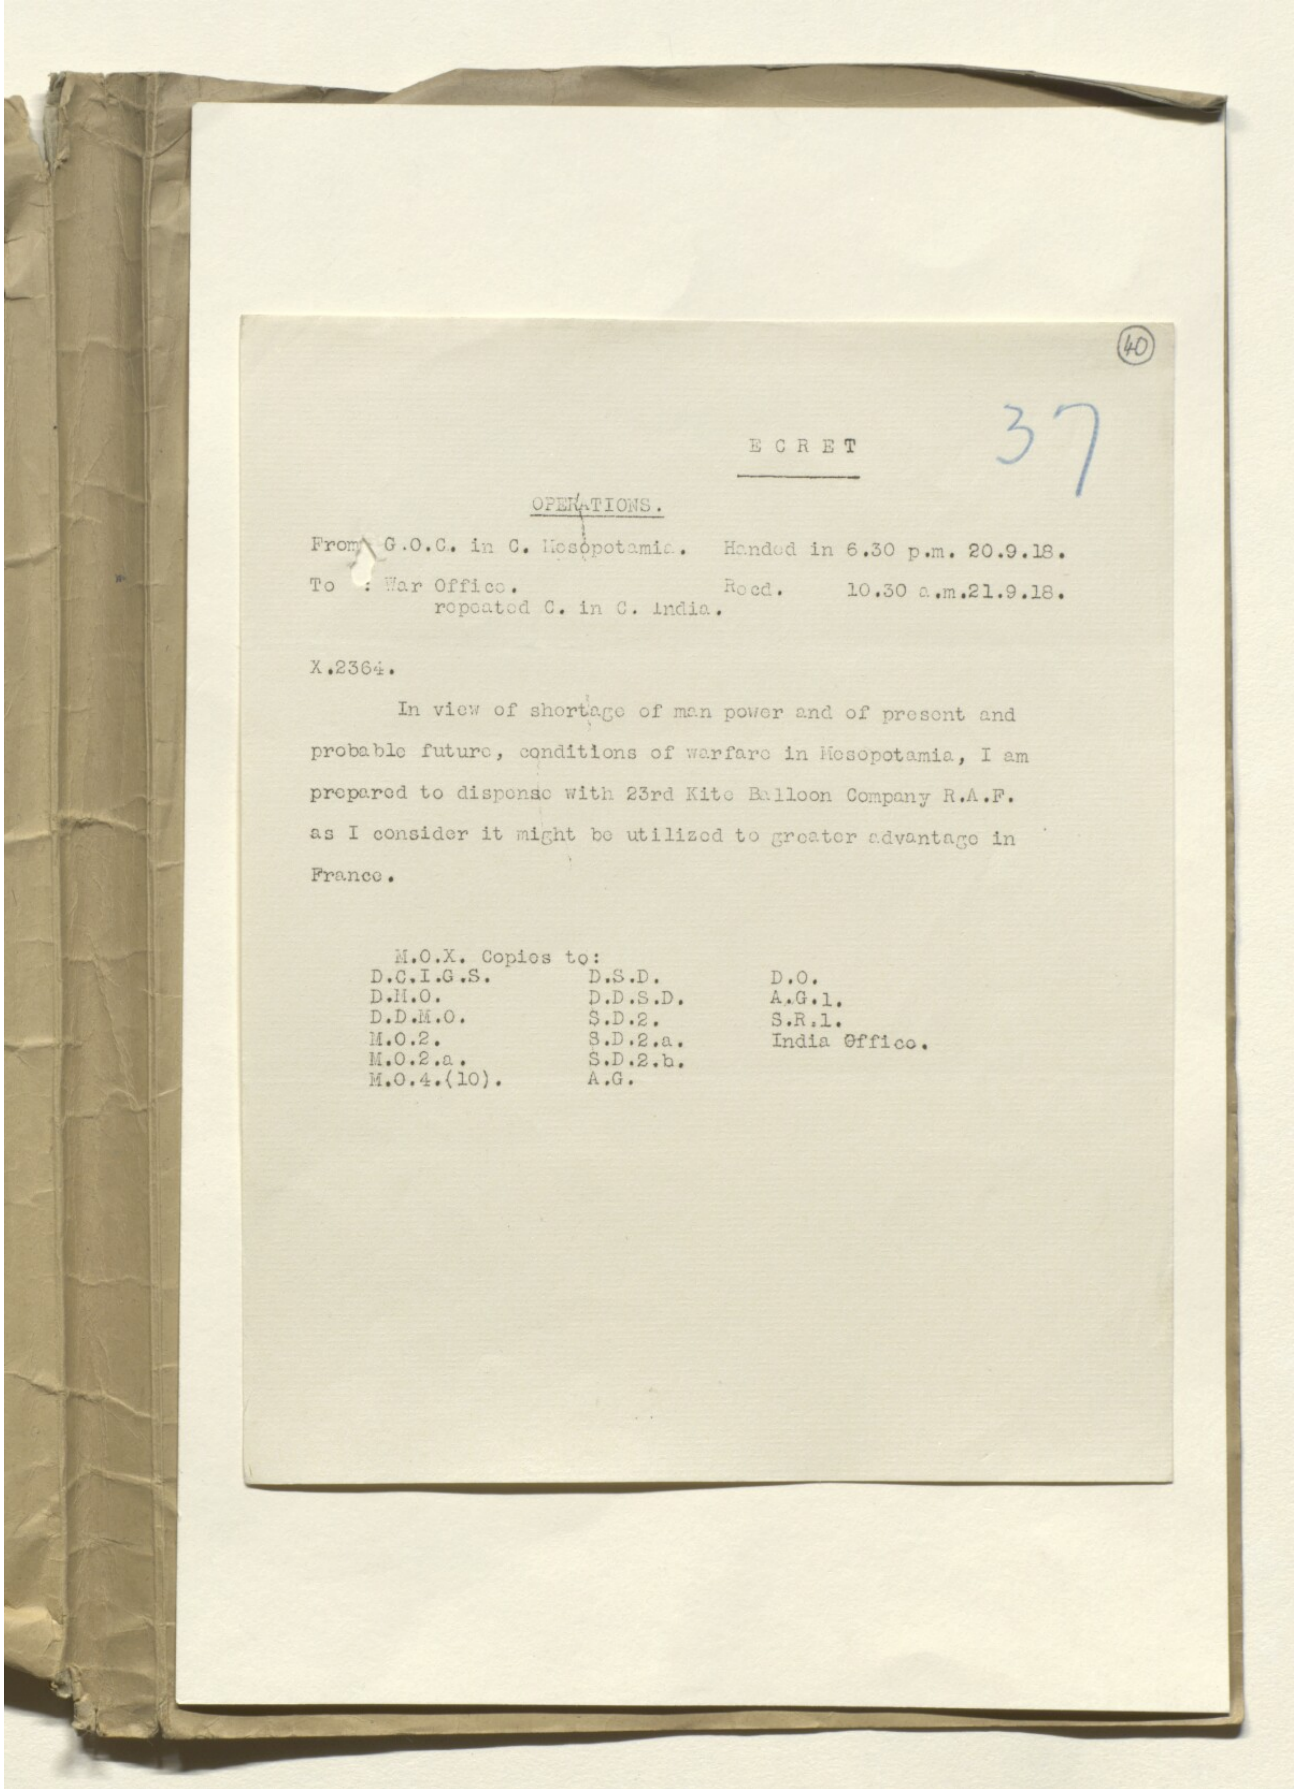 40
37
E C R E T
OPERATIONS.
From G.O.C. in C. Mesopotamia. Handed in 6.30 p.m. 20.9.18.
To : War Office. Recd. 10.30 a.m.21.9.18.
repeated C. in C. India.
X.2364.
In view of shortage of man power and of present and
probable future, conditions of warfare in Mesopotamia, I am
prepared to dispense with 23rd Kite Balloon Company R.A.F.
as I consider it might be utilized to greater advantage in
France.
M.O.X. Copies to:
D.C.I.G.S. D.S.D. D.O.
D.M.O. D.D.S.D. A.G.1.
D.D.M.O. S.D.2. S.R.1.
M.O.2. S.D.2.a. India Office.
M.O.2.a. S.D.2.b.
M.O.4.(10). A.G.